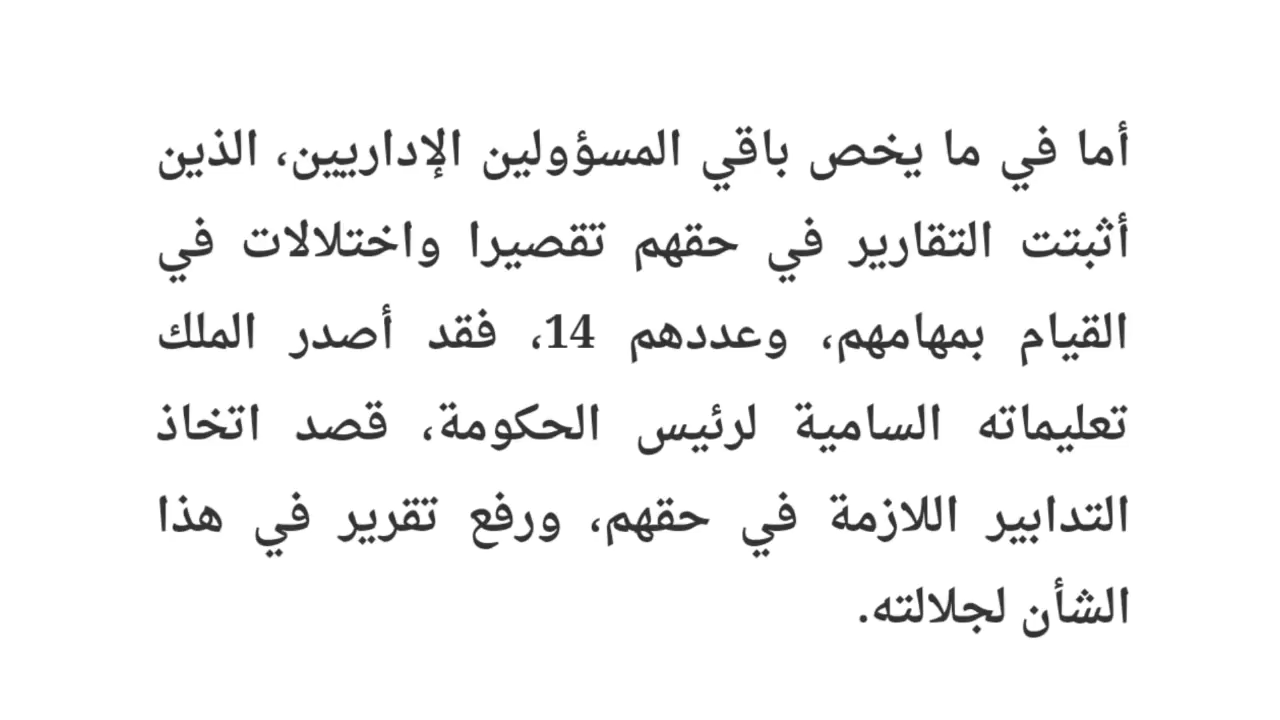 أما في ما يخص باقي المسؤولين الإداريين، الذين
أثبتت التقارير في حقهم تقصيرا واختلالات في
القيام بمهامهم، وعددهم 14، فقد أصدر الملك
تعليماته السامية لرئيس الحكومة، قصد اتخاذ
التدابير اللازمة في حقهم، ورفع تقرير في هذا
الشأن لجلالته.